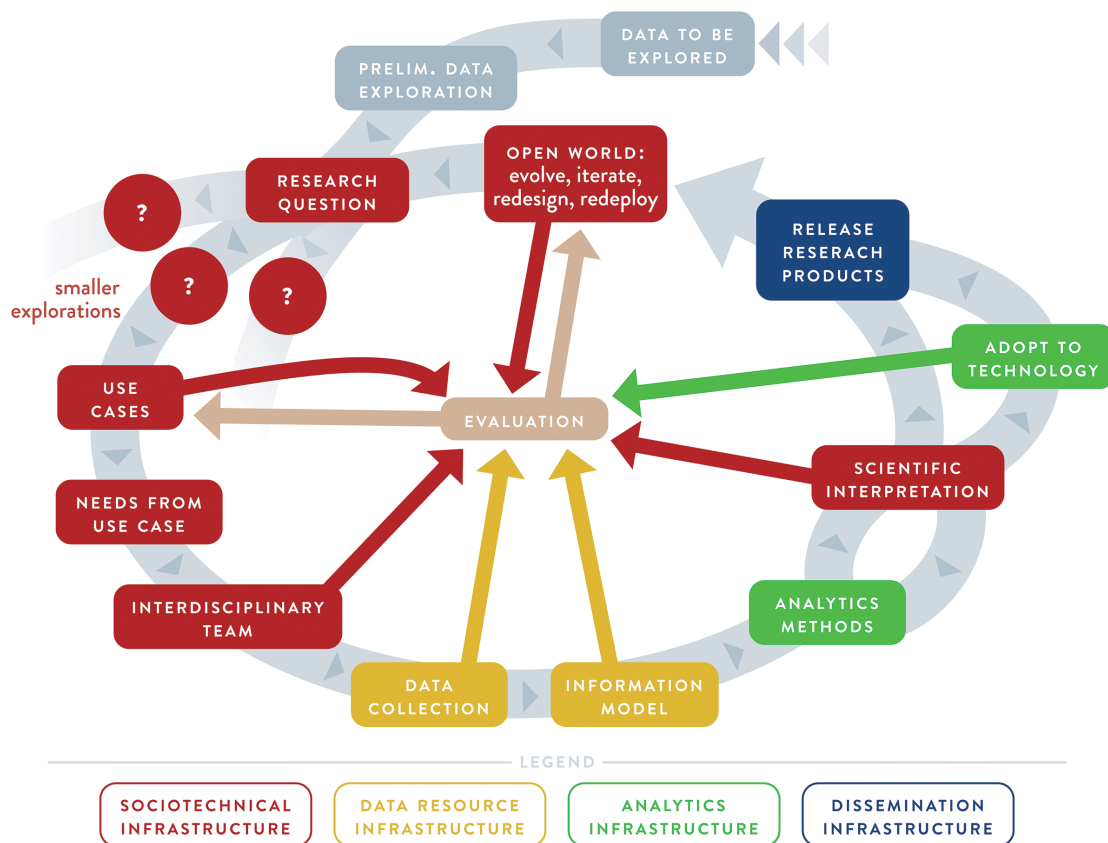 DATA TO BE
EXPLORED
PRELIM. DATA
EXPLORATION
OPEN WORLD:
evolve, iterate,
redesign, redeploy
RESEARCH
QUESTION
?
?
?
smaller
explorations
RELEASE
RESERACH
PRODUCTS
ADOPT TO
TECHNOLOGY
USE
CASES
EVALUATION
SCIENTIFIC
INTERPRETATION
NEEDS FROM
USE CASE
INTERDISCIPLINARY
TEAM
ANALYTICS
METHODS
DATA
COLLECTION
INFORMATION
MODEL
LEGEND
SOCIOTECHNICAL
INFRASTRUCTURE
DATA RESOURCE
INFRASTRUCTURE
ANALYTICS
INFRASTRUCTURE
DISSEMINATION
INFRASTRUCTURE